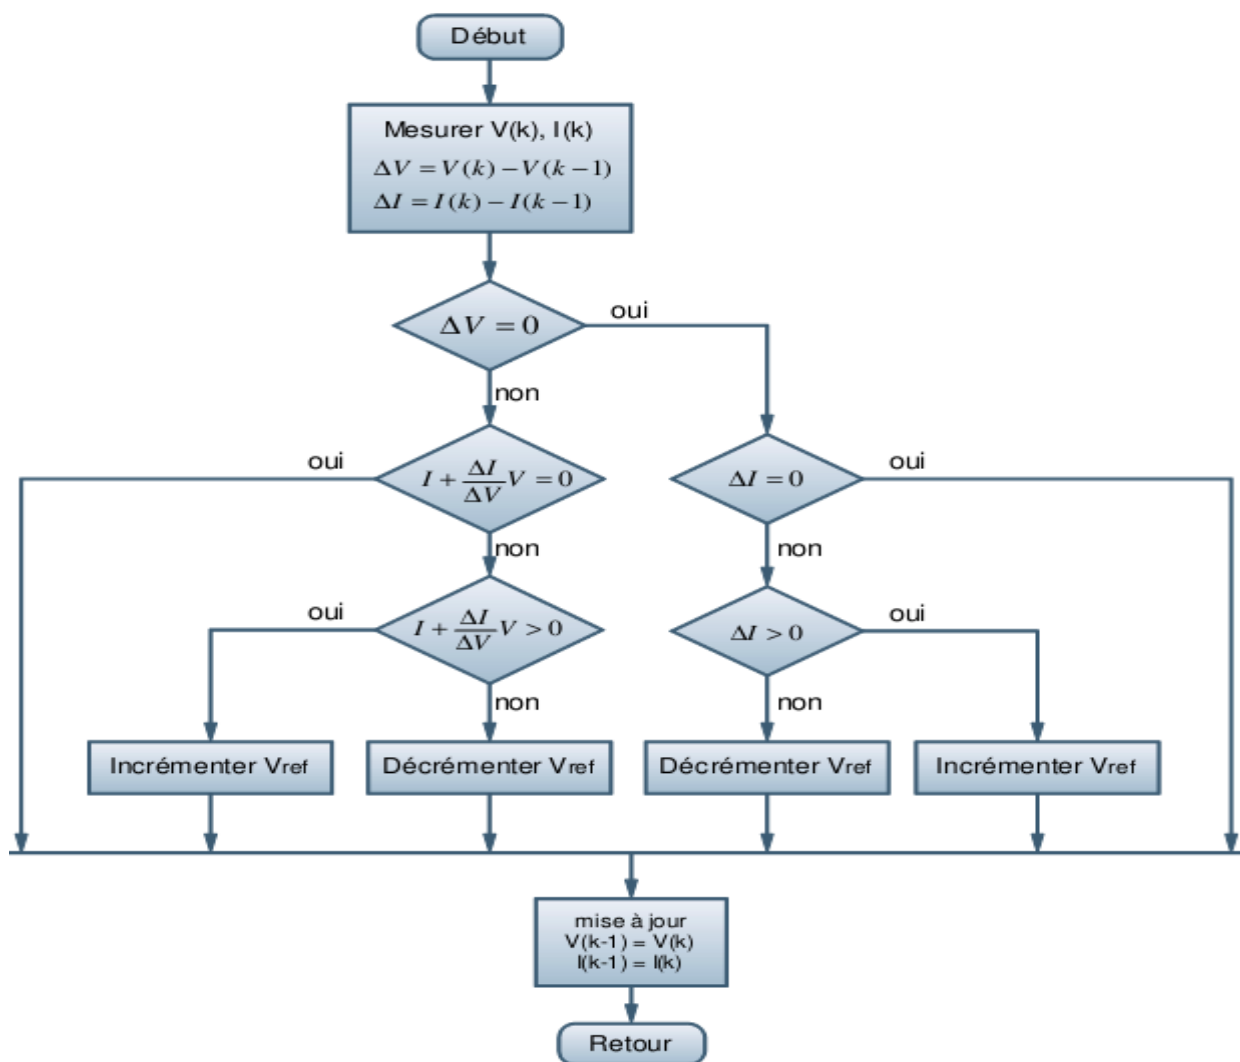 Début
Mesurer V(k), I(k)
ΔV = V(k) − V(k − 1)
ΔI = I(k) − I(k − 1)
ΔV = 0
oui
non
I + ΔI/ΔV V = 0
oui
non
ΔI = 0
oui
non
I + ΔI/ΔV V > 0
oui
non
ΔI > 0
oui
non
Incrémenter Vref
Décrémenter Vref
Décrémenter Vref
Incrémenter Vref
mise à jour
V(k-1) = V(k)
I(k-1) = I(k)
Retour